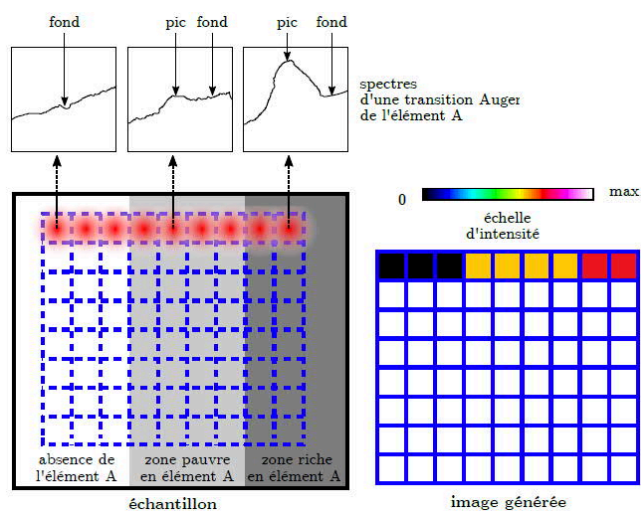 fond
pic fond
pic fond
spectres
d'une transition Auger
de l'élément A
0 max
échelle
d'intensité
absence de
l'élément A
zone pauvre
en élément A
zone riche
en élément A
échantillon
image générée